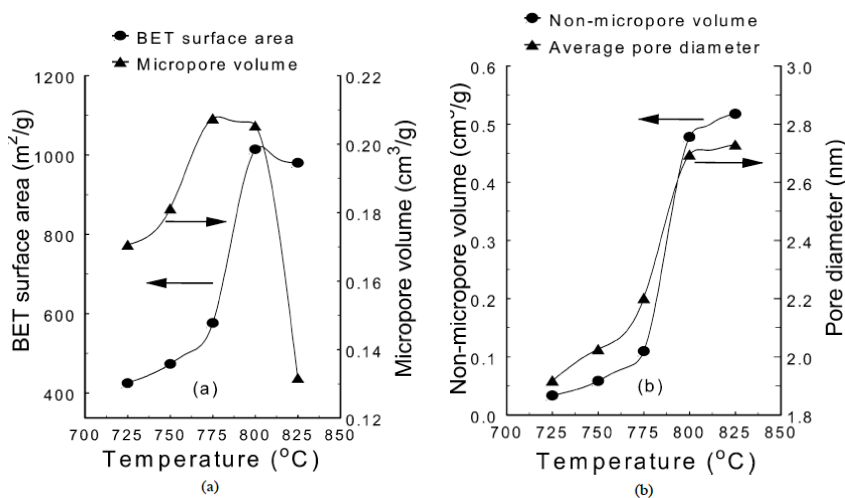 BET surface area
Micropore volume
1200
1000
800
600
400
BET surface area (m²/g)
0.22
0.20
0.18
0.16
0.14
0.12
Micropore volume (cm³/g)
(a)
700 725 750 775 800 825 850
Temperature (°C)
(a)
Non-micropore volume
Average pore diameter
0.6
0.5
0.4
0.3
0.2
0.1
0.0
Non-micropore volume (cm³/g)
3.0
2.8
2.6
2.4
2.2
2.0
1.8
Pore diameter (nm)
(b)
700 725 750 775 800 825 850
Temperature (°C)
(b)